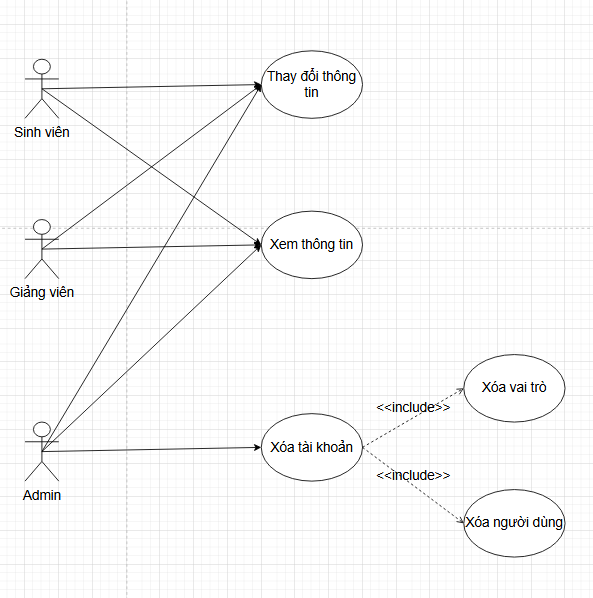 Thay đổi thông
tin
Sinh viên
Xem thông tin
Giảng viên
Xóa vai trò
<<include>>
Xóa tài khoản
<<include>>
Admin
Xóa người dùng